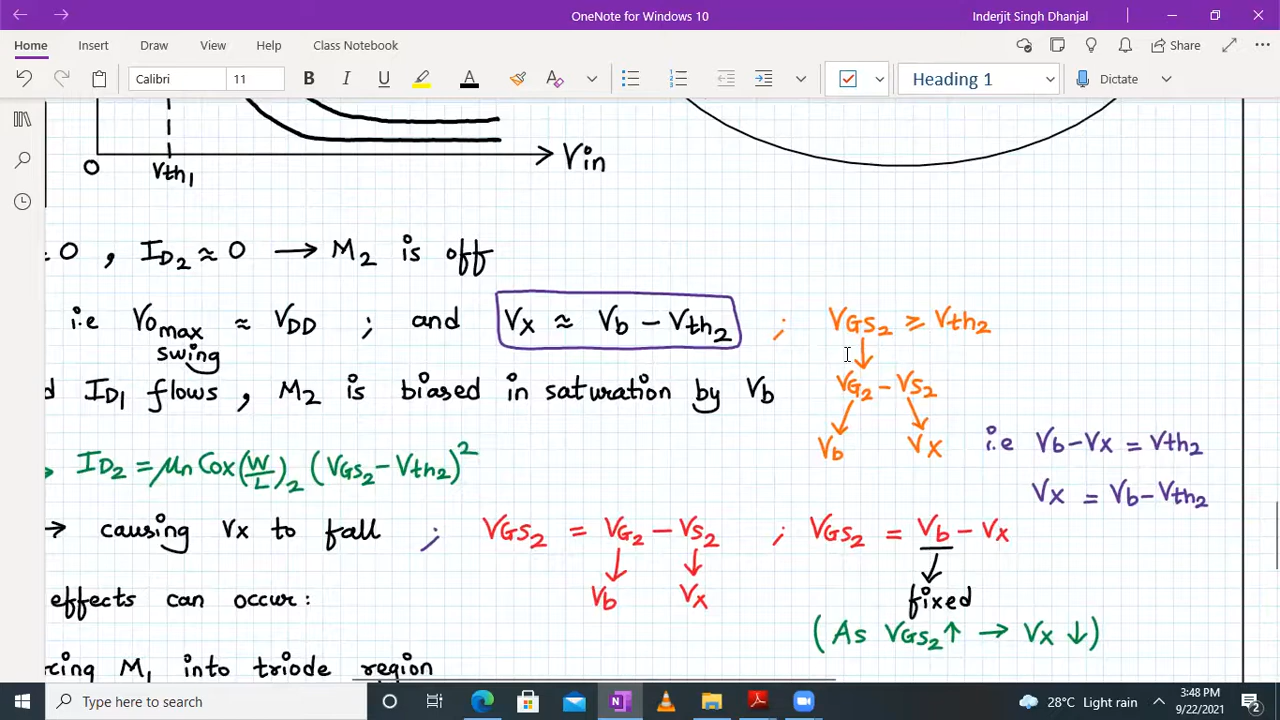 OneNote for Windows 10
Inderjit Singh Dhanjal
Home Insert Draw View Help Class Notebook
Share
Calibri 11 B I U A Heading 1 Dictate
0 Vth1 Vin
≈ 0 , ID2 ≈ 0 → M2 is off
i.e Vomax ≈ VDD ; and Vx ≈ Vb - Vth2 ; VGS2 ≥ Vth2
swing
d ID1 flows, M2 is biased in saturation by Vb VG2 - VS2
Vb Vx i.e Vb-Vx = Vth2
ID2 = μn Cox (W/L)2 (VGS2-Vth2)²
Vx = Vb-Vth2
→ causing Vx to fall ; VGS2 = VG2 - VS2 ; VGS2 = Vb - Vx
Vb Vx fixed
effects can occur:
(As VGS2↑ → Vx ↓)
cing M1 into triode region
Type here to search
28°C Light rain
3:48 PM
9/22/2021
2